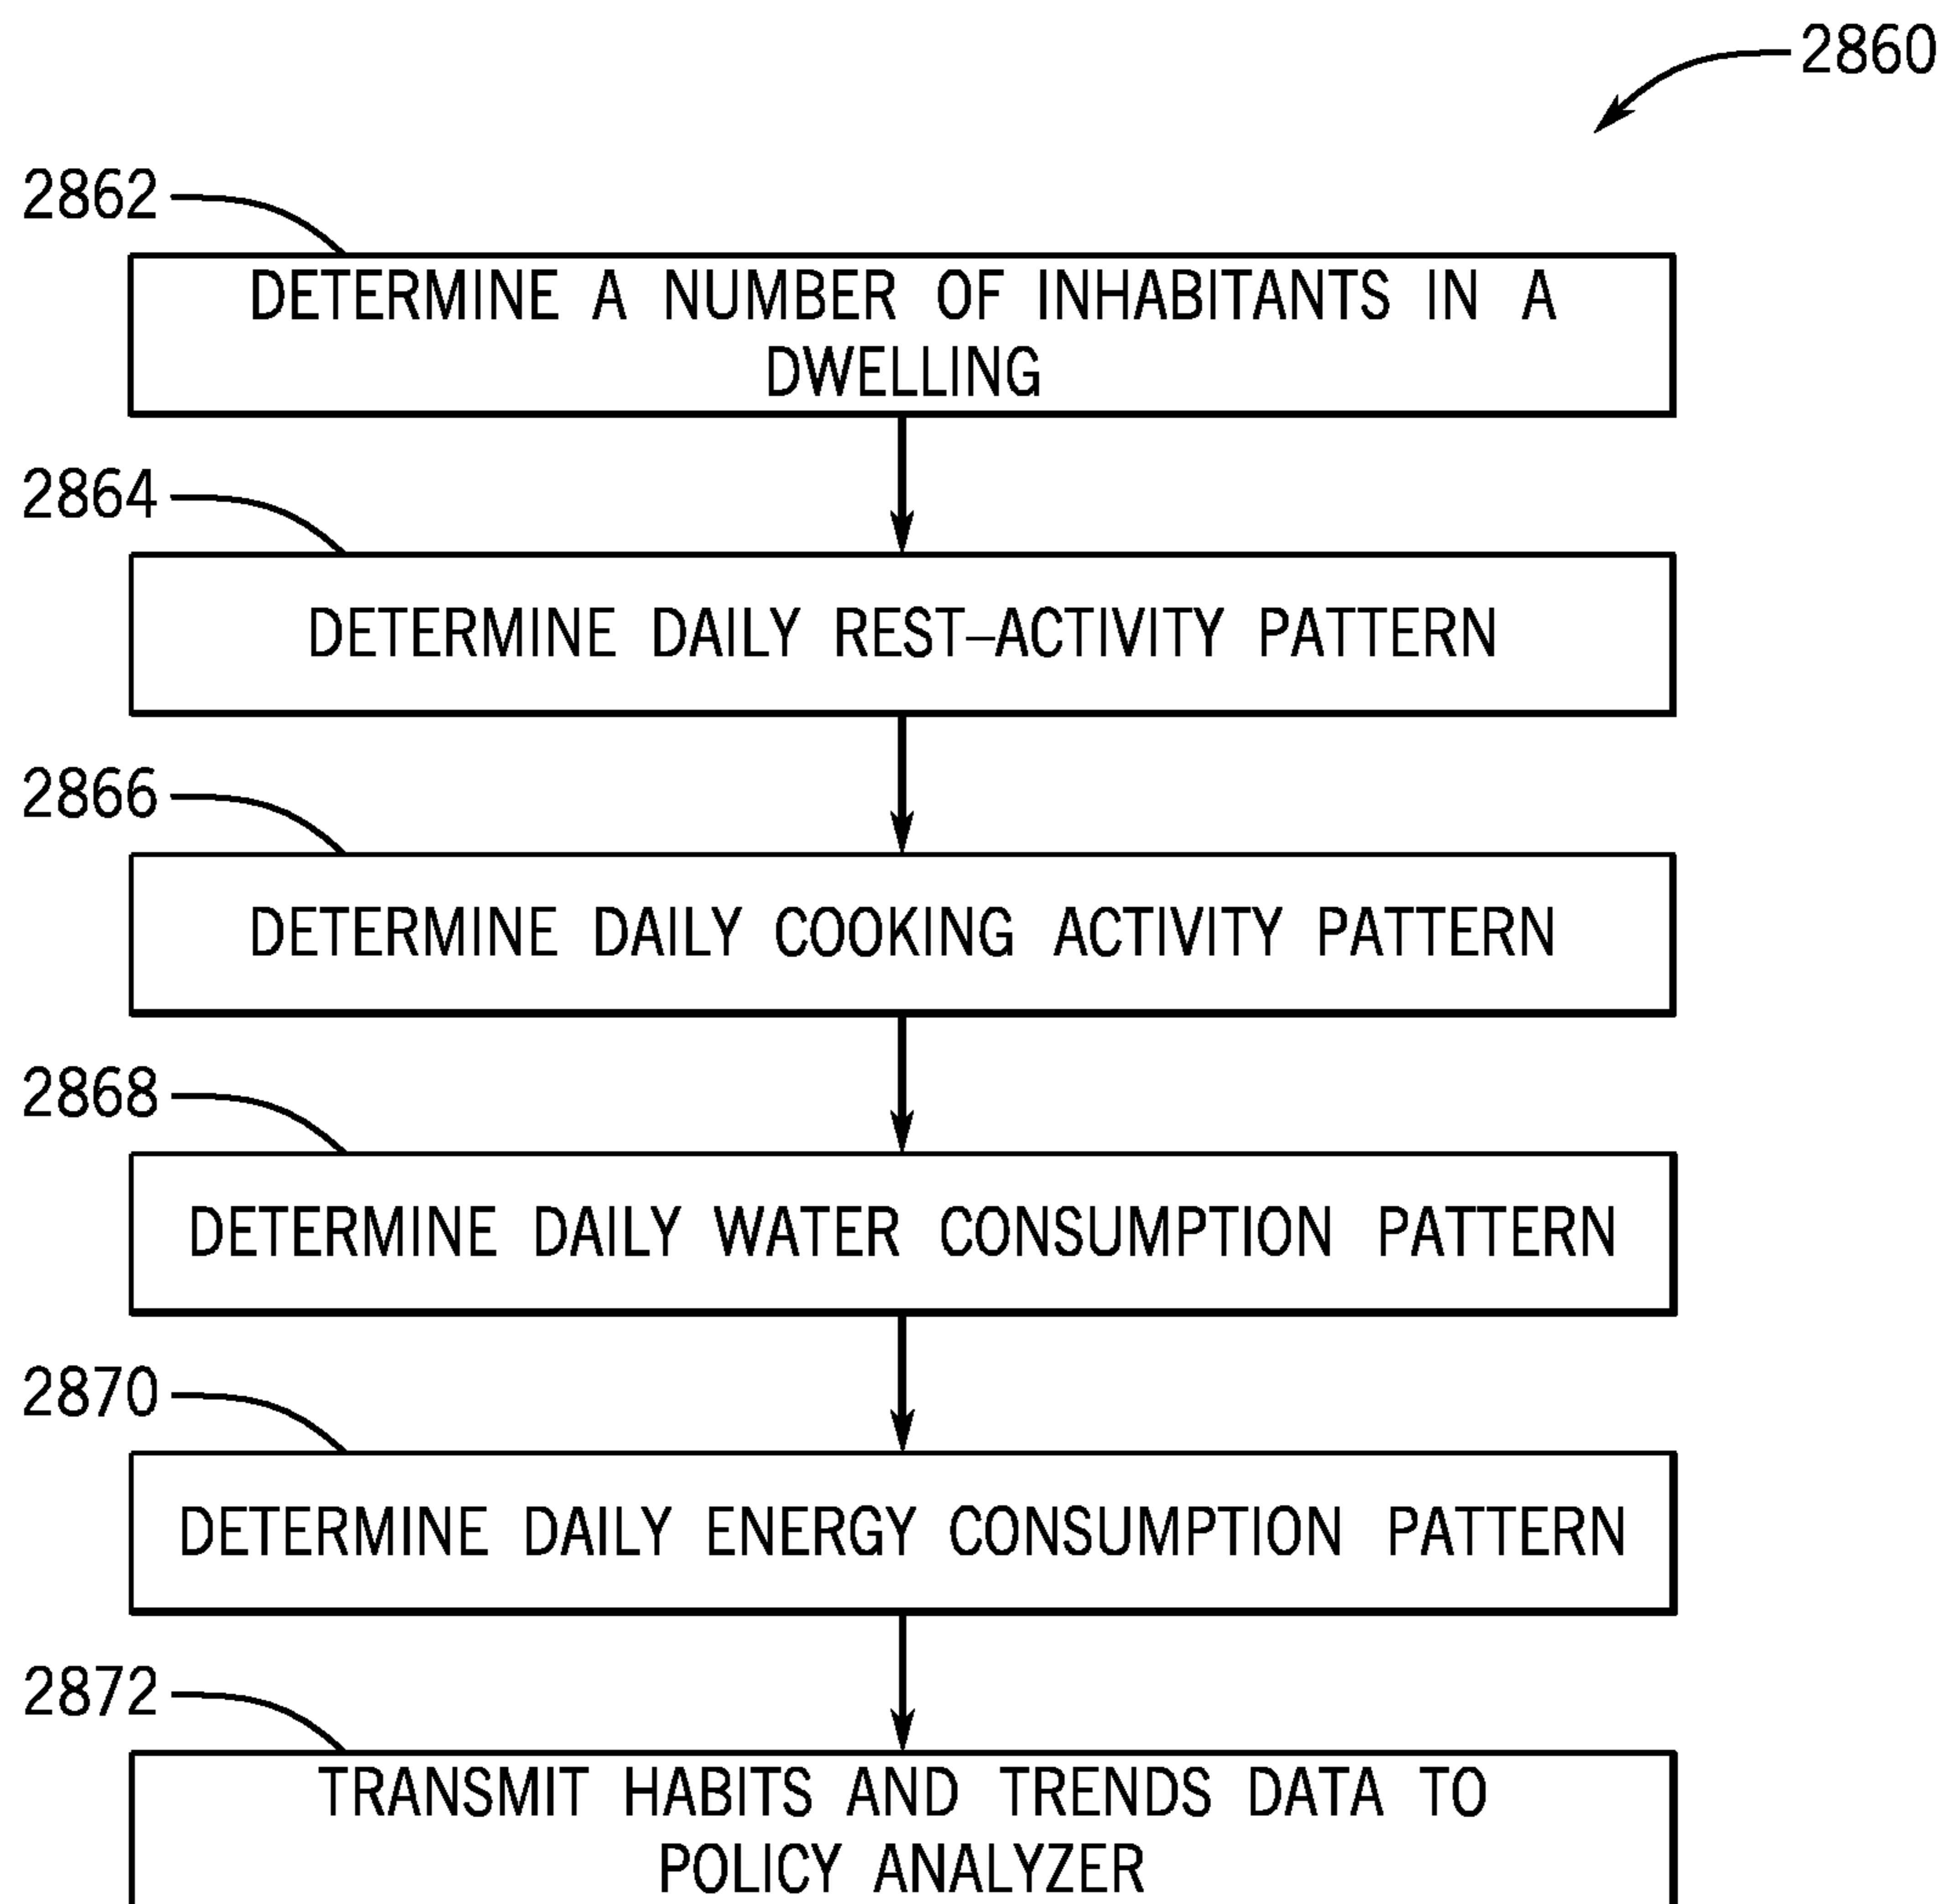 2860
2862
DETERMINE A NUMBER OF INHABITANTS IN A
DWELLING
2864
DETERMINE DAILY REST–ACTIVITY PATTERN
2866
DETERMINE DAILY COOKING ACTIVITY PATTERN
2868
DETERMINE DAILY WATER CONSUMPTION PATTERN
2870
DETERMINE DAILY ENERGY CONSUMPTION PATTERN
2872
TRANSMIT HABITS AND TRENDS DATA TO
POLICY ANALYZER